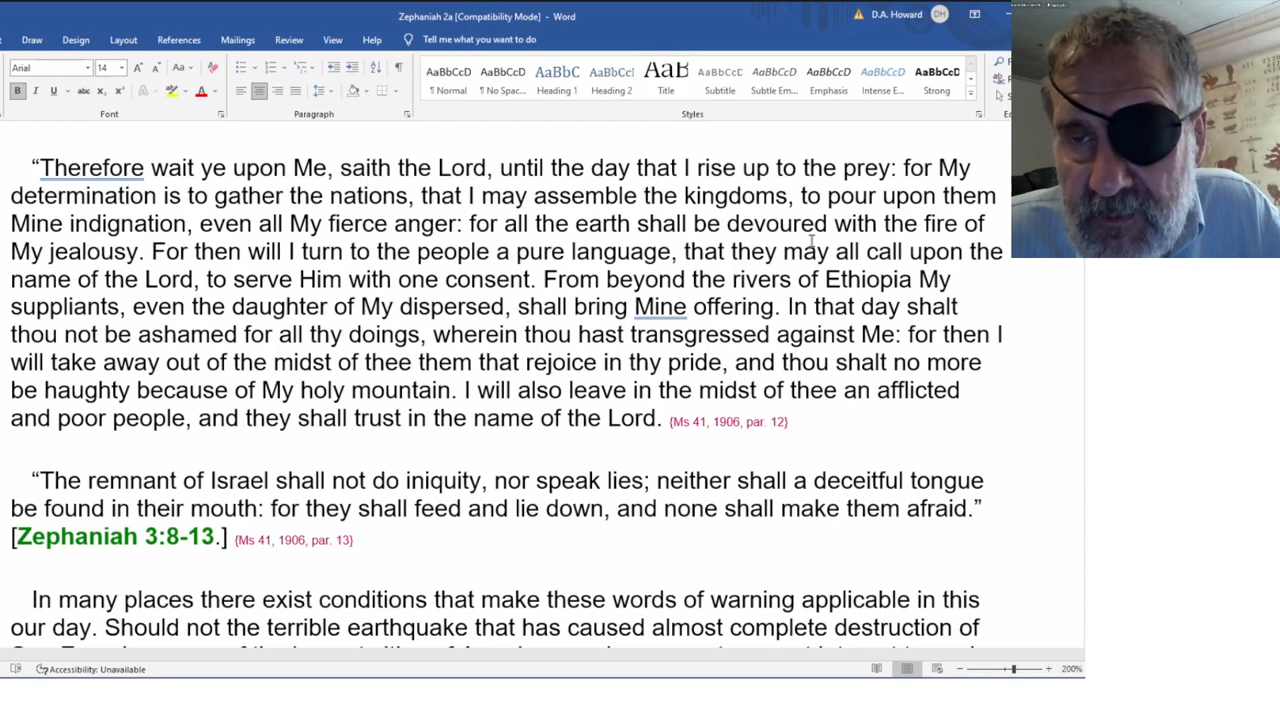 Zephaniah 2a [Compatibility Mode] - Word
D.A. Howard DH
Draw Design Layout References Mailings Review View Help Tell me what you want to do
Arial 14 A A Aa
B I U abc x₂ x² A A
AaBbCcD AaBbCcD AaBbC AaBbCcl AaB AaBbCcD AaBbCcD AaBbCcD AaBbCcD AaBbCcD
¶ Normal ¶ No Spac... Heading 1 Heading 2 Title Subtitle Subtle Em... Emphasis Intense E... Strong
Font Paragraph Styles
“Therefore wait ye upon Me, saith the Lord, until the day that I rise up to the prey: for My
determination is to gather the nations, that I may assemble the kingdoms, to pour upon them
Mine indignation, even all My fierce anger: for all the earth shall be devoured with the fire of
My jealousy. For then will I turn to the people a pure language, that they may all call upon the
name of the Lord, to serve Him with one consent. From beyond the rivers of Ethiopia My
suppliants, even the daughter of My dispersed, shall bring Mine offering. In that day shalt
thou not be ashamed for all thy doings, wherein thou hast transgressed against Me: for then I
will take away out of the midst of thee them that rejoice in thy pride, and thou shalt no more
be haughty because of My holy mountain. I will also leave in the midst of thee an afflicted
and poor people, and they shall trust in the name of the Lord. {Ms 41, 1906, par. 12}
“The remnant of Israel shall not do iniquity, nor speak lies; neither shall a deceitful tongue
be found in their mouth: for they shall feed and lie down, and none shall make them afraid.”
[Zephaniah 3:8-13.] {Ms 41, 1906, par. 13}
In many places there exist conditions that make these words of warning applicable in this
our day. Should not the terrible earthquake that has caused almost complete destruction of
Accessibility: Unavailable
200%